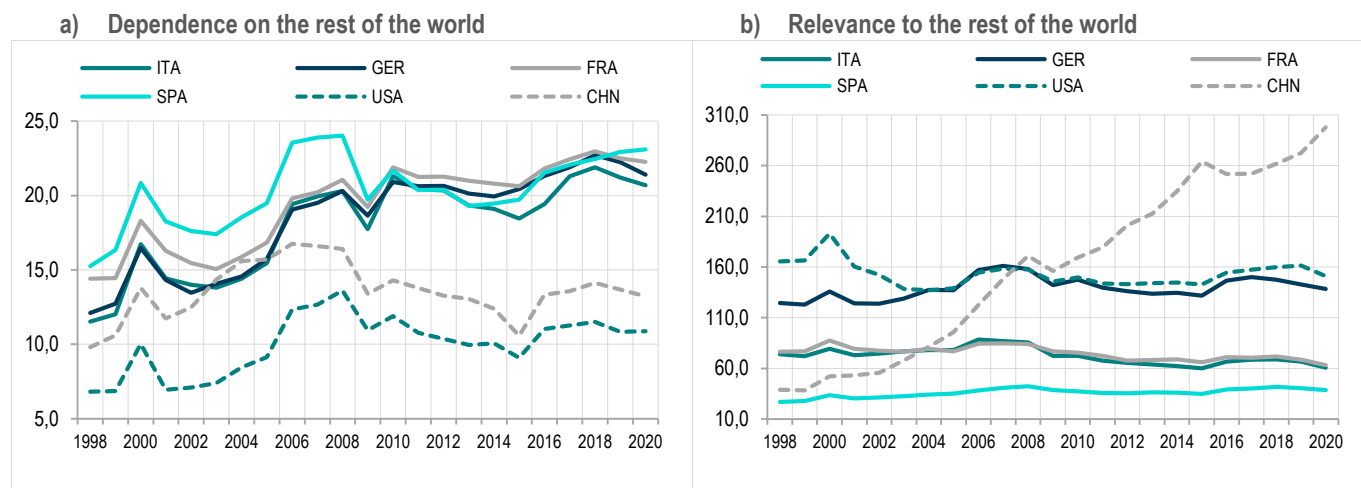 a) Dependence on the rest of the world
ITA GER FRA
SPA USA CHN
25,0
20,0
15,0
10,0
5,0
1998 2000 2002 2004 2006 2008 2010 2012 2014 2016 2018 2020
b) Relevance to the rest of the world
ITA GER FRA
SPA USA CHN
310,0
260,0
210,0
160,0
110,0
60,0
10,0
1998 2000 2002 2004 2006 2008 2010 2012 2014 2016 2018 2020